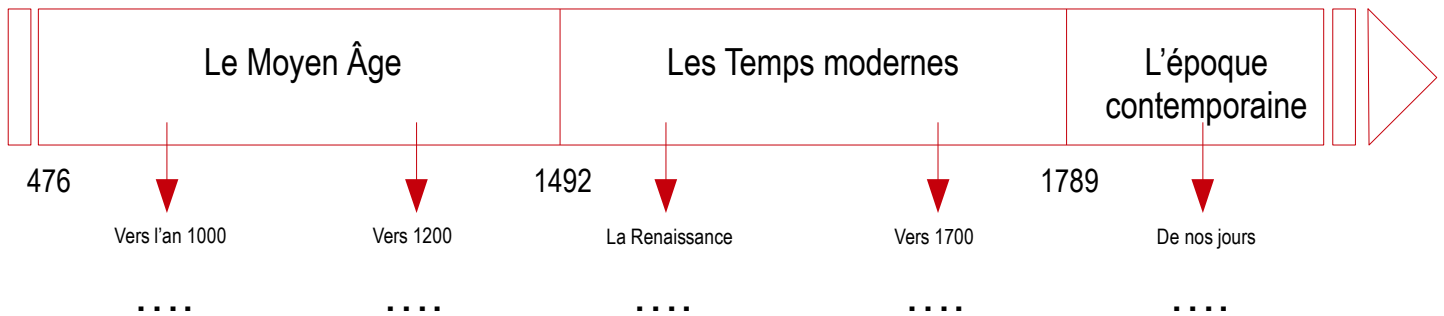 Le Moyen Âge
Les Temps modernes
L'époque
contemporaine
476
1492
1789
Vers l'an 1000
Vers 1200
La Renaissance
Vers 1700
De nos jours
....
....
....
....
....